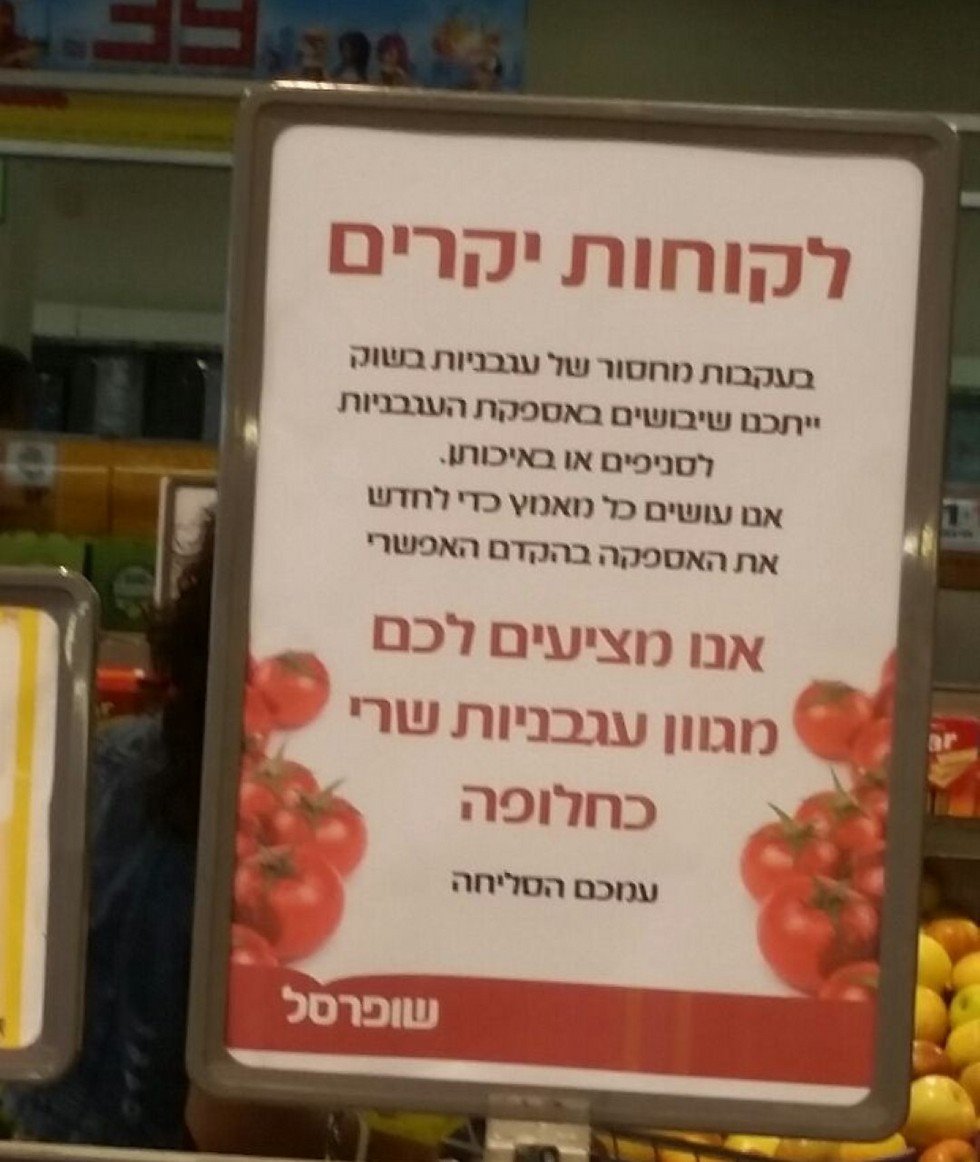 39
לקוחות יקרים
בעקבות מחסור של עגבניות בשוק
ייתכנו שיבושים באספקת העגבניות
לסניפים או באיכותן.
אנו עושים כל מאמץ כדי לחדש
את האספקה בהקדם האפשרי
אנו מציעים לכם
מגוון עגבניות שרי
כחלופה
עמכם הסליחה
שופרסל